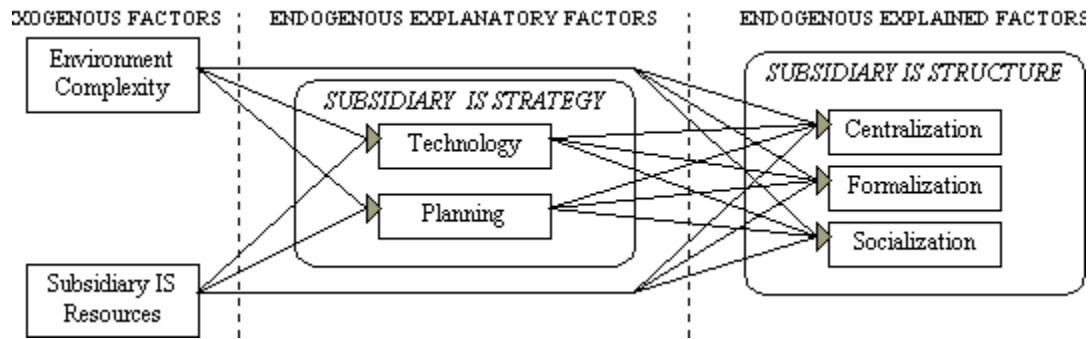 EXOGENOUS FACTORS
ENDOGENOUS EXPLANATORY FACTORS
ENDOGENOUS EXPLAINED FACTORS
Environment
Complexity
SUBSIDIARY IS STRATEGY
Technology
Planning
SUBSIDIARY IS STRUCTURE
Centralization
Formalization
Socialization
Subsidiary IS
Resources